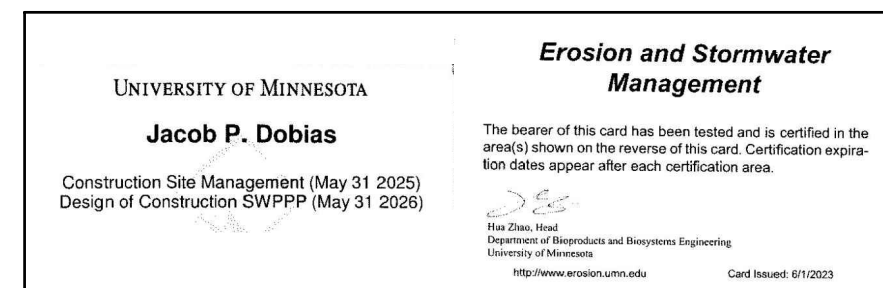 UNIVERSITY OF MINNESOTA
Jacob P. Dobias
Construction Site Management (May 31 2025)
Design of Construction SWPPP (May 31 2026)
Erosion and Stormwater
Management
The bearer of this card has been tested and is certified in the
area(s) shown on the reverse of this card. Certification expira-
tion dates appear after each certification area.
Hua Zhao, Head
Department of Bioproducts and Biosystems Engineering
University of Minnesota
http://www.erosion.umn.edu Card Issued: 6/1/2023